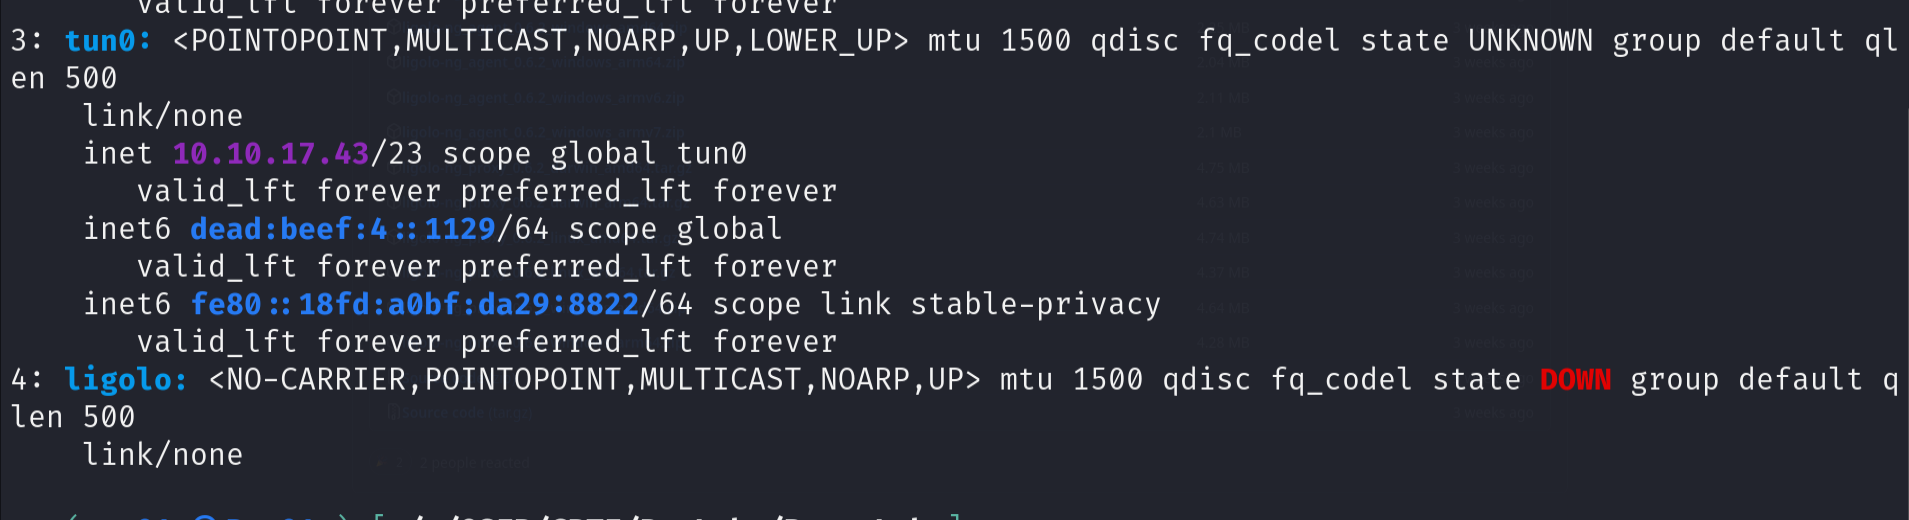 valid_lft forever preferred_lft forever
3: tun0: <POINTOPOINT,MULTICAST,NOARP,UP,LOWER_UP> mtu 1500 qdisc fq_codel state UNKNOWN group default ql
en 500
link/none
inet 10.10.17.43/23 scope global tun0
valid_lft forever preferred_lft forever
inet6 dead:beef:4::1129/64 scope global
valid_lft forever preferred_lft forever
inet6 fe80::18fd:a0bf:da29:8822/64 scope link stable-privacy
valid_lft forever preferred_lft forever
4: ligolo: <NO-CARRIER,POINTOPOINT,MULTICAST,NOARP,UP> mtu 1500 qdisc fq_codel state DOWN group default q
len 500
link/none